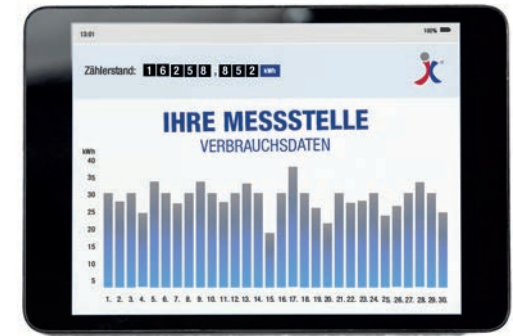 13:01 100%
Zählerstand: 16258,852 kWh
IHRE MESSSTELLE
VERBRAUCHSDATEN
kWh
40
35
30
25
20
15
10
5
1. 2. 3. 4. 5. 6. 7. 8. 9. 10. 11. 12. 13. 14. 15. 16. 17. 18. 19. 20. 21. 22. 23. 24. 25. 26. 27. 28. 29. 30.